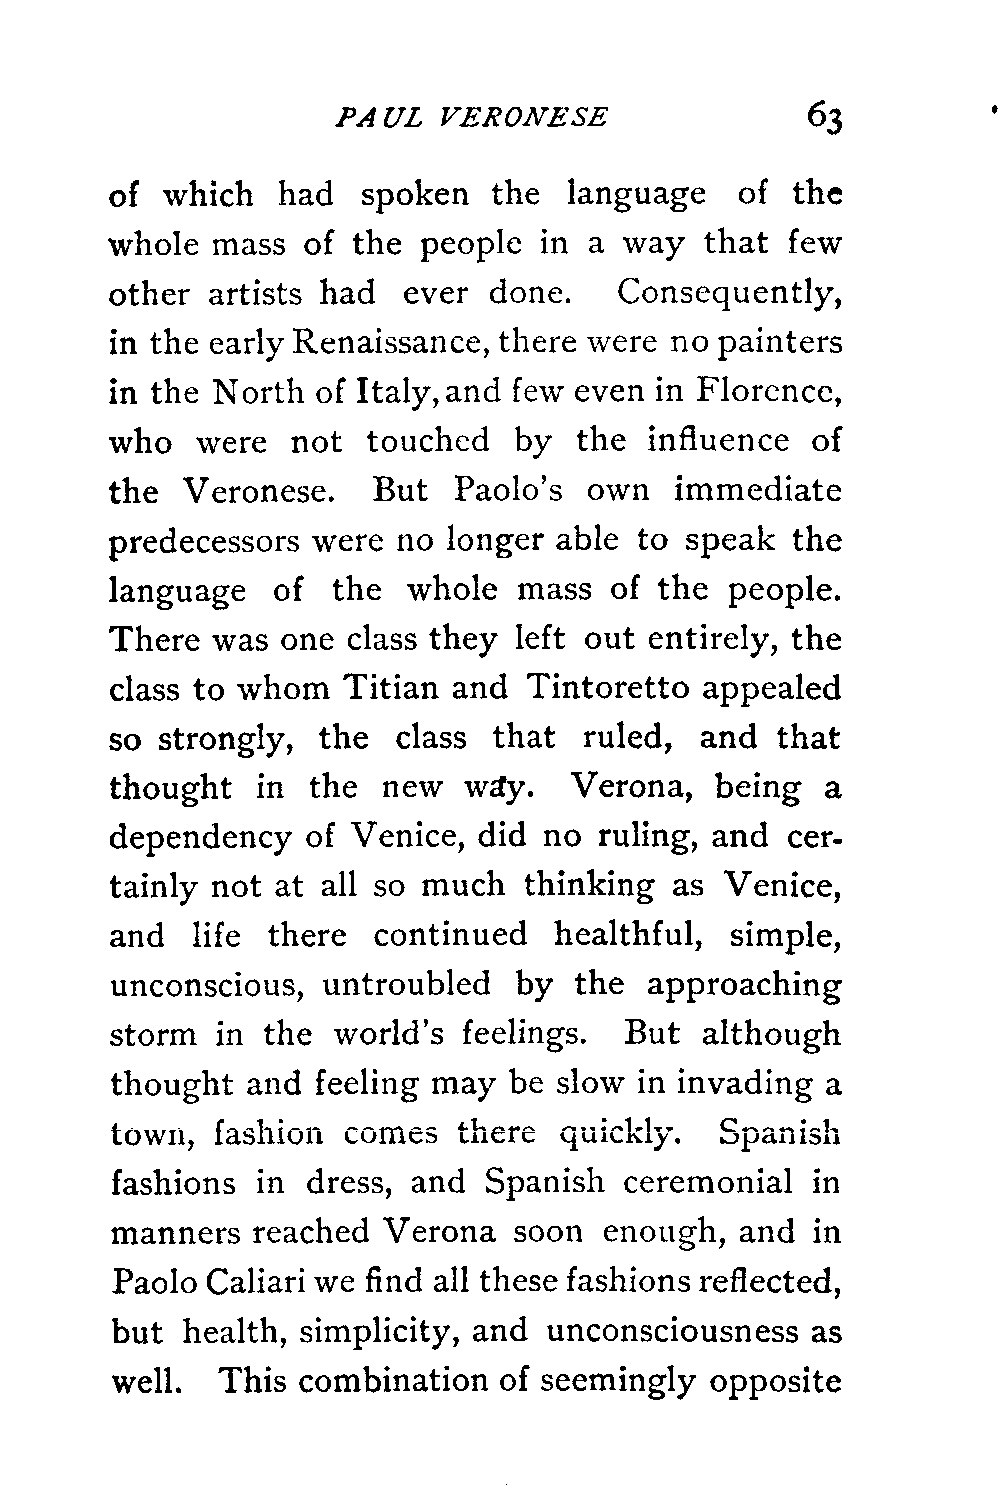 PAUL VERONESE 63
of which had spoken the language of the
whole mass of the people in a way that few
other artists had ever done. Consequently,
in the early Renaissance, there were no painters
in the North of Italy, and few even in Florence,
who were not touched by the influence of
the Veronese. But Paolo's own immediate
predecessors were no longer able to speak the
language of the whole mass of the people.
There was one class they left out entirely, the
class to whom Titian and Tintoretto appealed
so strongly, the class that ruled, and that
thought in the new way. Verona, being a
dependency of Venice, did no ruling, and cer-
tainly not at all so much thinking as Venice,
and life there continued healthful, simple,
unconscious, untroubled by the approaching
storm in the world's feelings. But although
thought and feeling may be slow in invading a
town, fashion comes there quickly. Spanish
fashions in dress, and Spanish ceremonial in
manners reached Verona soon enough, and in
Paolo Caliari we find all these fashions reflected,
but health, simplicity, and unconsciousness as
well. This combination of seemingly opposite